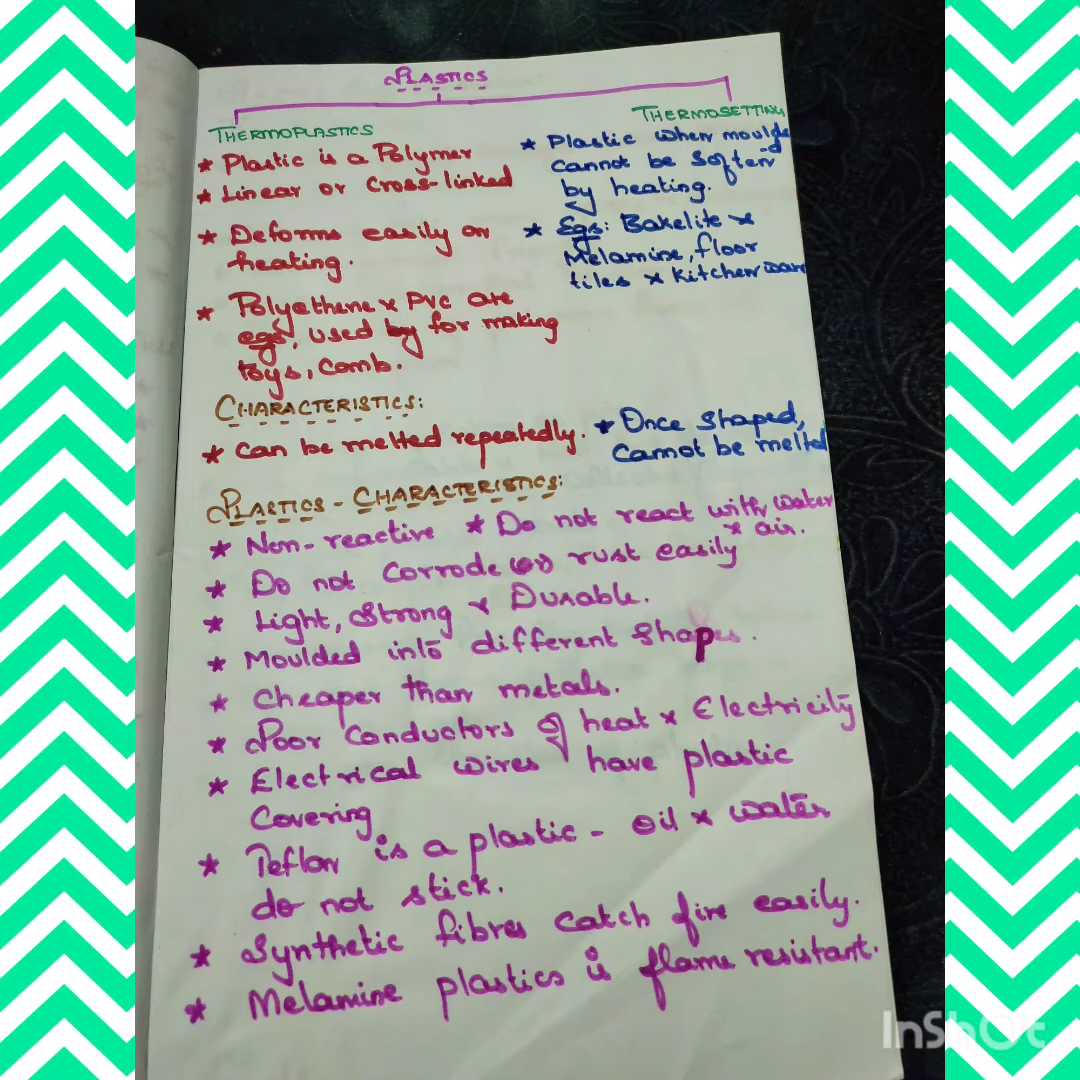 PLASTICS
THERMOPLASTICS
* Plastic is a Polymer
* Linear or Cross-linked
* Deforms easily on
heating.
* Polyethene & PVC are
egs, used by for making
toys, comb.
THERMOSETTING
* Plastic when moulded
cannot be soften
by heating.
* Egs: Bakelite &
Melamine, floor
tiles & kitchen ware
CHARACTERISTICS:
* Can be melted repeatedly.
* Once shaped,
cannot be melted
PLASTICS - CHARACTERISTICS:
* Non-reactive * Do not react with water
& air.
* Do not corrode (or) rust easily
* Light, Strong & Durable.
* Moulded into different shapes.
* Cheaper than metals.
* Poor conductors of heat & Electricity
* Electrical wires have plastic
covering
* Teflon is a plastic - oil & water
do not stick.
* Synthetic fibres catch fire easily.
* Melamine plastics is flame resistant.
InShOt